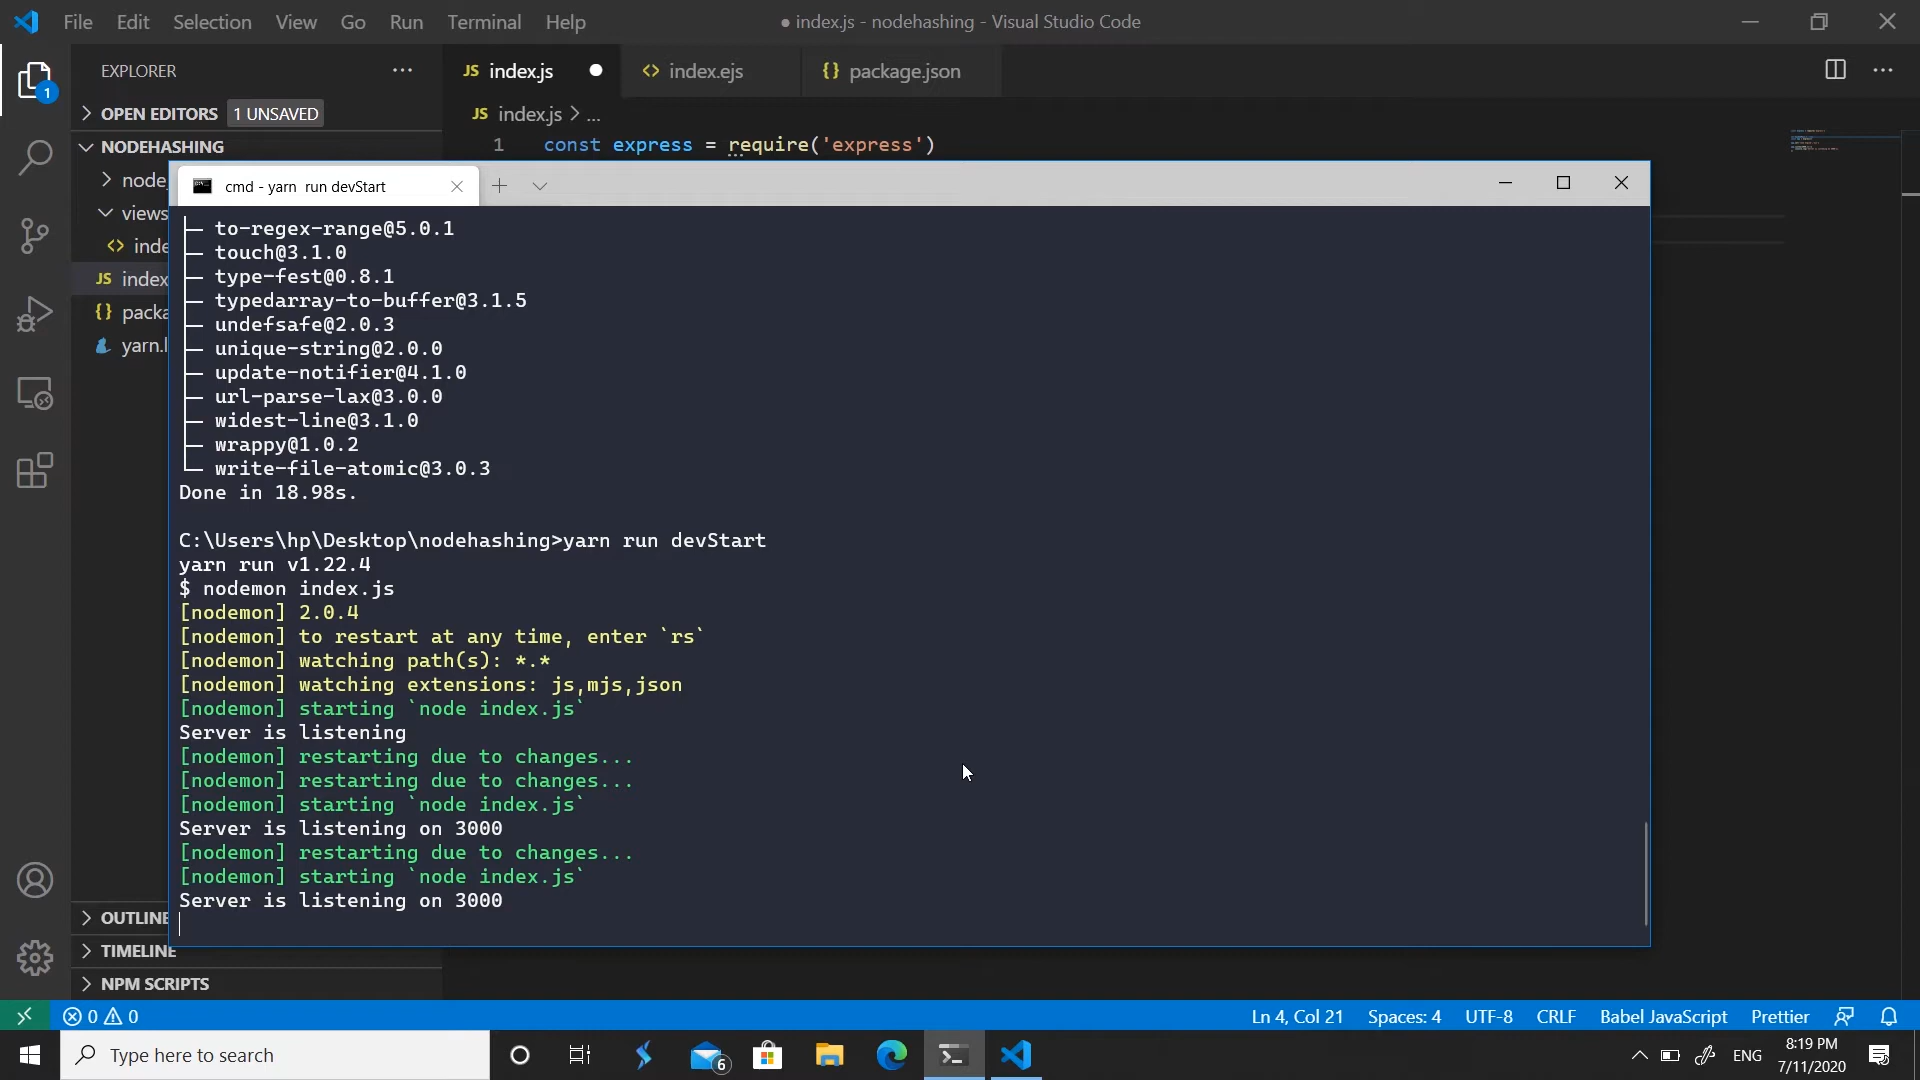 File Edit Selection View Go Run Terminal Help
● index.js - nodehashing - Visual Studio Code
EXPLORER
JS index.js
<> index.ejs
{} package.json
OPEN EDITORS 1 UNSAVED
JS index.js > ...
NODEHASHING
1 const express = require('express')
node_
views
<> inde
JS index
{} packa
yarn.l
cmd - yarn run devStart
├─ to-regex-range@5.0.1
├─ touch@3.1.0
├─ type-fest@0.8.1
├─ typedarray-to-buffer@3.1.5
├─ undefsafe@2.0.3
├─ unique-string@2.0.0
├─ update-notifier@4.1.0
├─ url-parse-lax@3.0.0
├─ widest-line@3.1.0
├─ wrappy@1.0.2
└─ write-file-atomic@3.0.3
Done in 18.98s.
C:\Users\hp\Desktop\nodehashing>yarn run devStart
yarn run v1.22.4
$ nodemon index.js
[nodemon] 2.0.4
[nodemon] to restart at any time, enter `rs`
[nodemon] watching path(s): *.*
[nodemon] watching extensions: js,mjs,json
[nodemon] starting `node index.js`
Server is listening
[nodemon] restarting due to changes...
[nodemon] restarting due to changes...
[nodemon] starting `node index.js`
Server is listening on 3000
[nodemon] restarting due to changes...
[nodemon] starting `node index.js`
Server is listening on 3000
OUTLINE
TIMELINE
NPM SCRIPTS
1
0 0
Ln 4, Col 21 Spaces: 4 UTF-8 CRLF Babel JavaScript Prettier
Type here to search
6
ENG
8:19 PM
7/11/2020